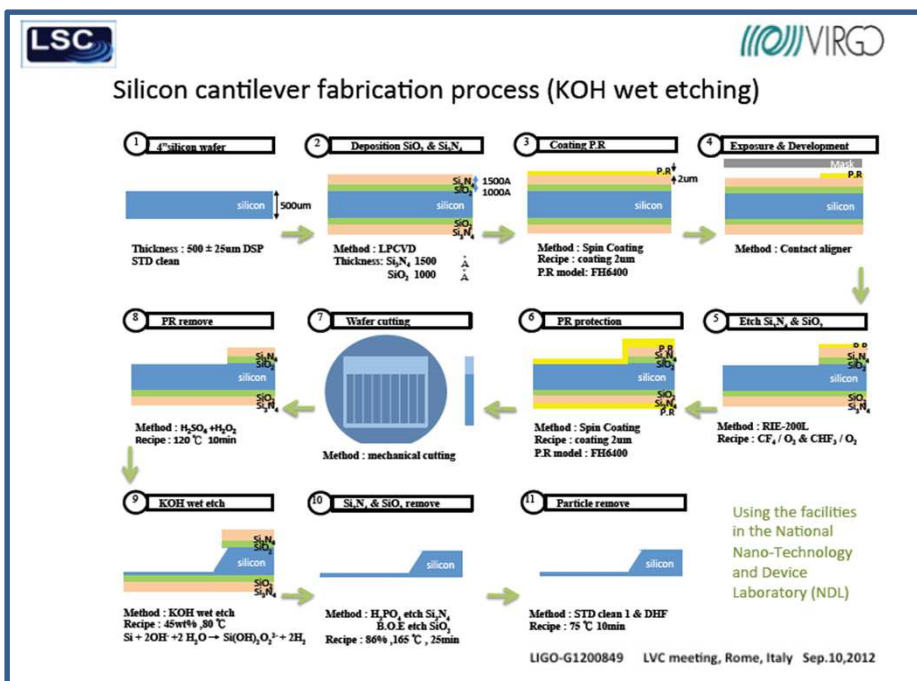 LSC
VIRGO
Silicon cantilever fabrication process (KOH wet etching)
1 4"silicon wafer
silicon
500um
Thickness : 500 ± 25um DSP
STD clean
2 Deposition SiO₂ & Si₃N₄
Si₃N₄ 1500A
SiO₂ 1000A
silicon
SiO₂
Si₃N₄
Method : LPCVD
Thickness: Si₃N₄ 1500 Å
SiO₂ 1000 Å
3 Coating P.R
P.R
2um
silicon
Method : Spin Coating
Recipe : coating 2um
P.R model: FH6400
4 Exposure & Development
Mask
P.R
silicon
Method : Contact aligner
5 Etch Si₃N₄ & SiO₂
Si₃N₄
SiO₂
silicon
SiO₂
Si₃N₄
Method : RIE-200L
Recipe : CF₄ / O₂ & CHF₃ / O₂
6 PR protection
P.R
Si₃N₄
SiO₂
silicon
SiO₂
Si₃N₄
P.R
Method : Spin Coating
Recipe : coating 2um
P.R model : FH6400
7 Wafer cutting
Method : mechanical cutting
8 PR remove
Si₃N₄
SiO₂
silicon
SiO₂
Si₃N₄
Method : H₂SO₄ +H₂O₂
Recipe : 120 ℃ 10min
9 KOH wet etch
Si₃N₄
SiO₂
silicon
SiO₂
Si₃N₄
Method : KOH wet etch
Recipe : 45wt% ,80 ℃
Si + 2OH⁻ +2 H₂O → Si(OH)₂O₂²⁻ + 2H₂
10 Si₃N₄ & SiO₂ remove
silicon
Method : H₃PO₄ etch Si₃N₄
B.O.E etch SiO₂
Recipe : 86% ,165 ℃ , 25min
11 Particle remove
silicon
Method : STD clean 1 & DHF
Recipe : 75 ℃ 10min
Using the facilities
in the National
Nano-Technology
and Device
Laboratory (NDL)
LIGO-G1200849 LVC meeting, Rome, Italy Sep.10,2012